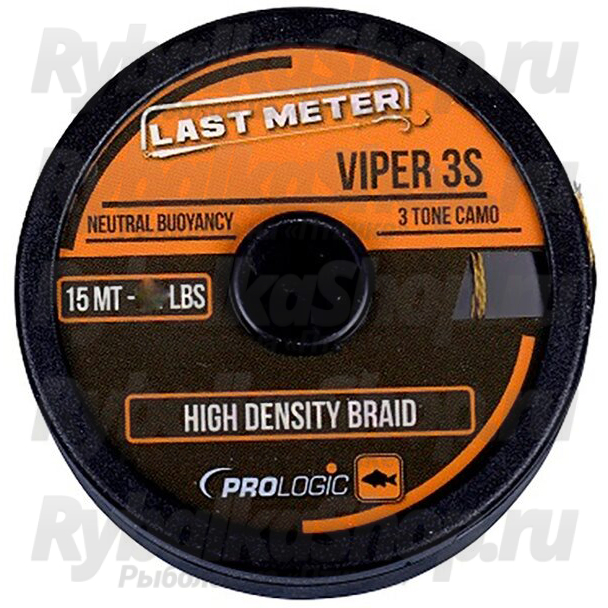 RybalkaShop.ru
LAST METER
VIPER 3S
NEUTRAL BUOYANCY
3 TONE CAMO
15 MT - LBS
HIGH DENSITY BRAID
PROLOGIC
RybalkaShop.ru